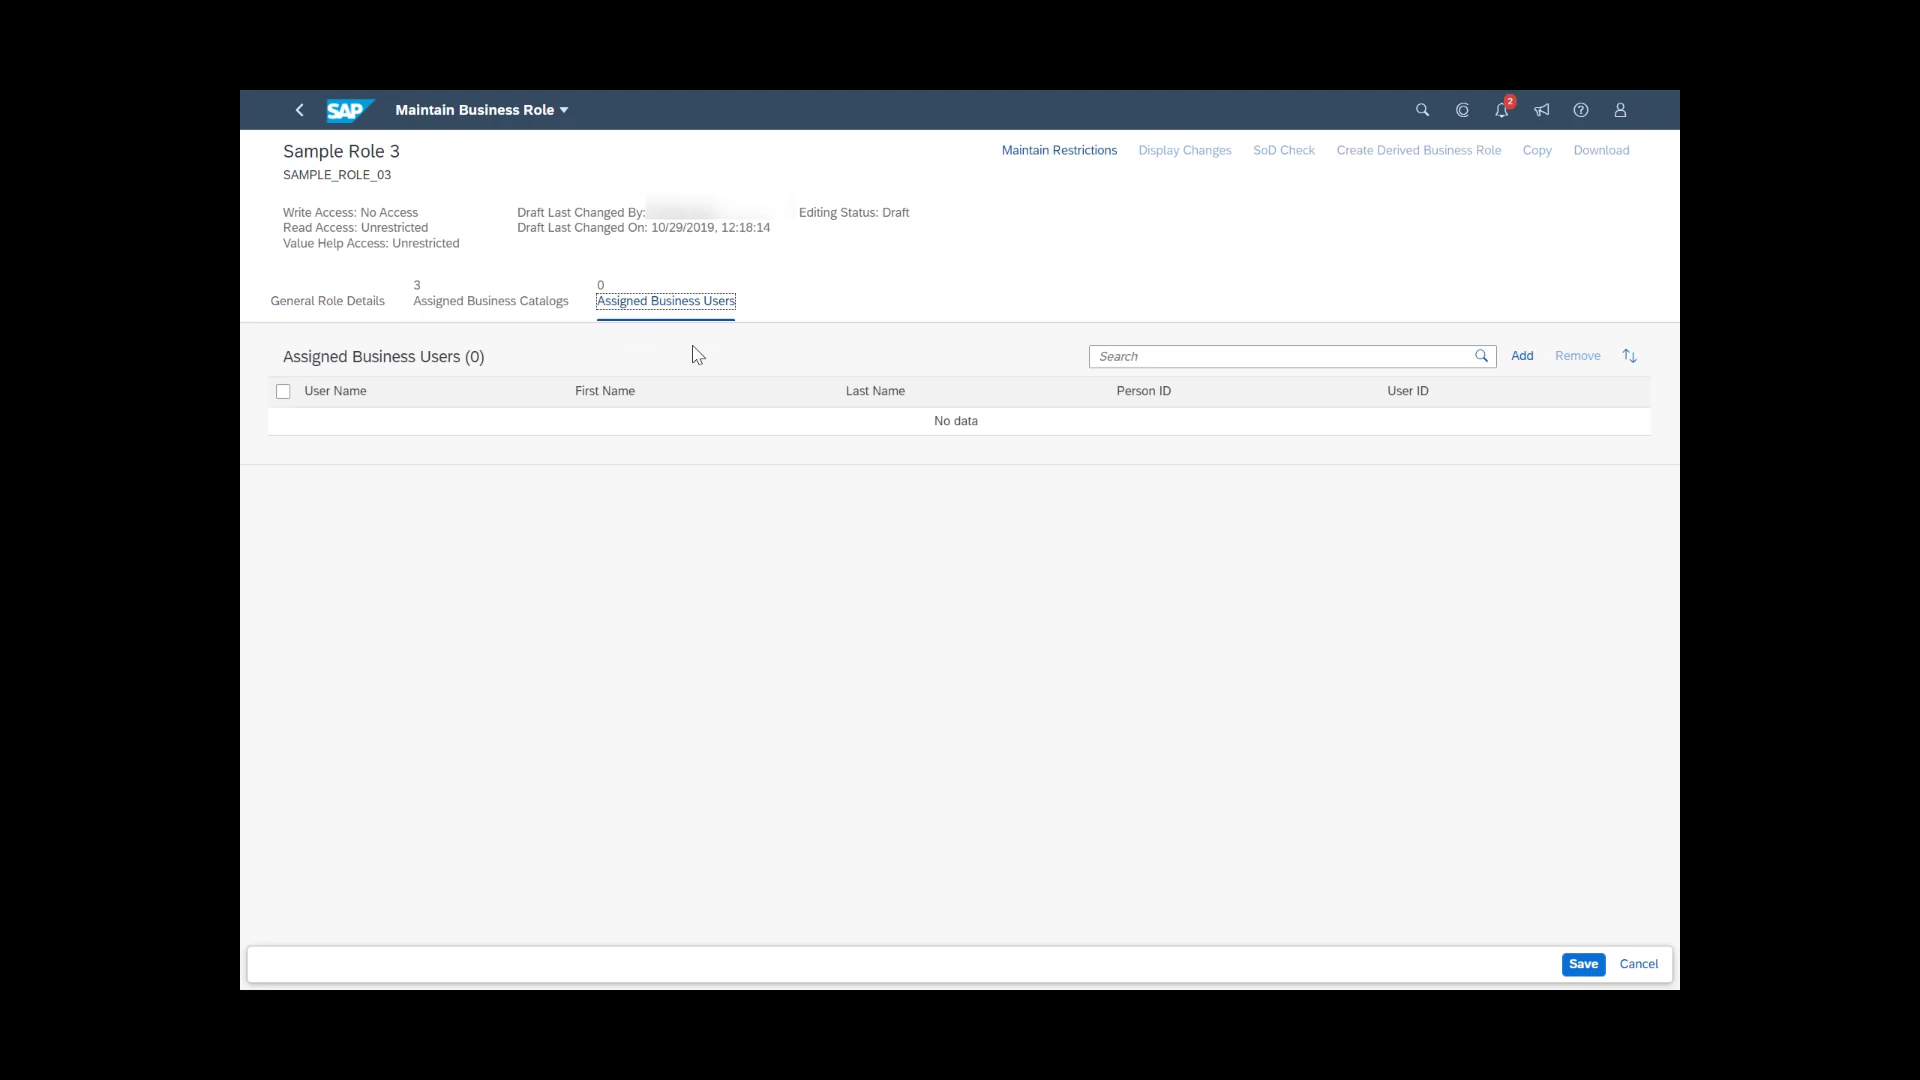 SAP Maintain Business Role
2
Sample Role 3
SAMPLE_ROLE_03
Maintain Restrictions Display Changes SoD Check Create Derived Business Role Copy Download
Write Access: No Access
Read Access: Unrestricted
Value Help Access: Unrestricted
Draft Last Changed By:
Draft Last Changed On: 10/29/2019, 12:18:14
Editing Status: Draft
General Role Details
3
Assigned Business Catalogs
0
Assigned Business Users
Assigned Business Users (0)
Search
Add Remove
User Name First Name Last Name Person ID User ID
No data
Save Cancel